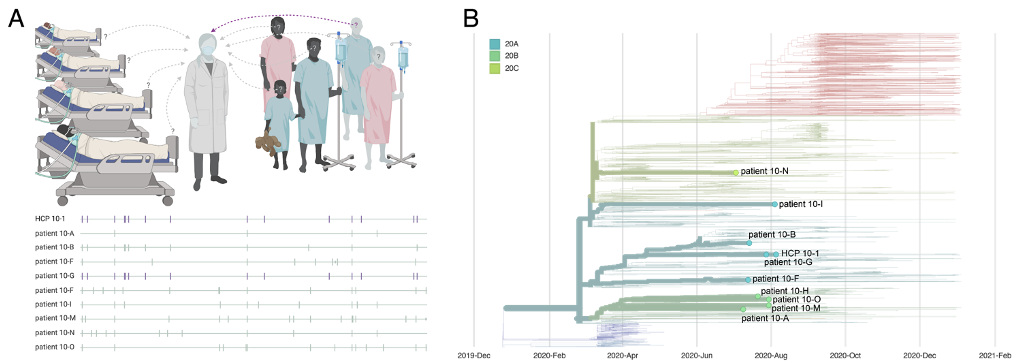 A
?
?
?
?
?
?
HCP 10-1
patient 10-A
patient 10-B
patient 10-F
patient 10-G
patient 10-F
patient 10-I
patient 10-M
patient 10-N
patient 10-O
B
20A
20B
20C
patient 10-N
patient 10-I
patient 10-B
HCP 10-1
patient 10-G
patient 10-F
patient 10-H
patient 10-O
patient 10-M
patient 10-A
2019-Dec 2020-Feb 2020-Apr 2020-Jun 2020-Aug 2020-Oct 2020-Dec 2021-Feb